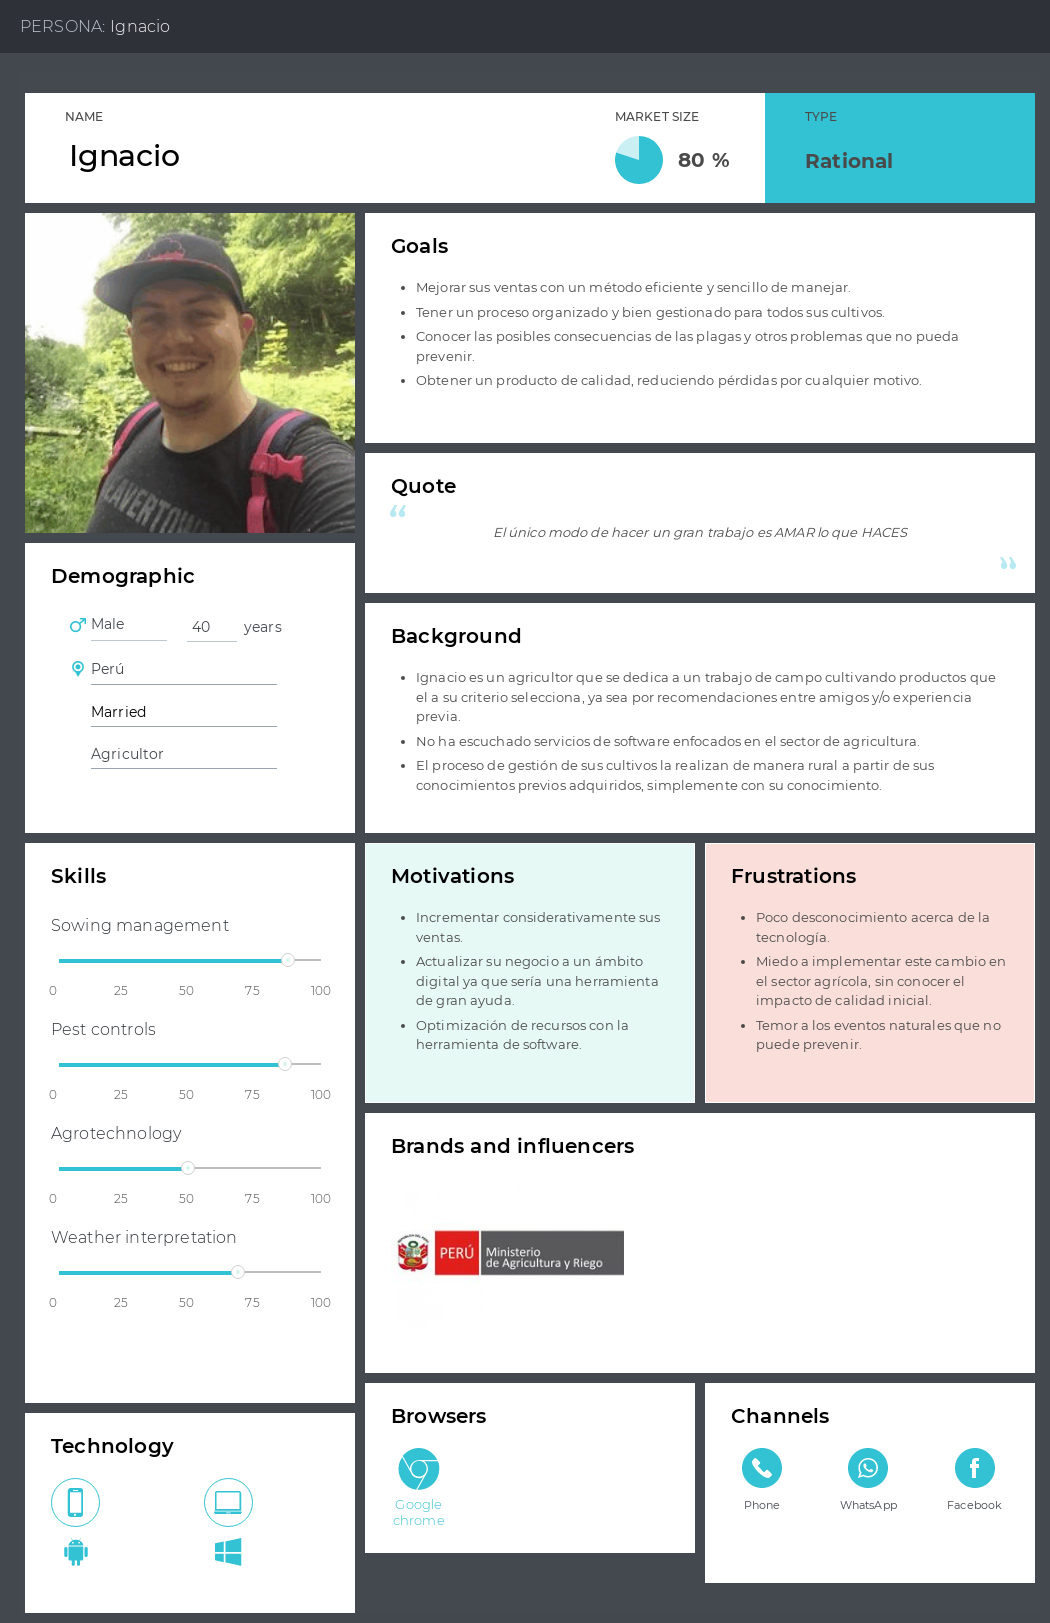 PERSONA: Ignacio
NAME
Ignacio
MARKET SIZE
80 %
TYPE
Rational
Goals
• Mejorar sus ventas con un método eficiente y sencillo de manejar.
• Tener un proceso organizado y bien gestionado para todos sus cultivos.
• Conocer las posibles consecuencias de las plagas y otros problemas que no pueda
prevenir.
• Obtener un producto de calidad, reduciendo pérdidas por cualquier motivo.
BEAVERTOWN
Quote
“
El único modo de hacer un gran trabajo es AMAR lo que HACES
”
Demographic
Male
40 years
Perú
Married
Agricultor
Background
• Ignacio es un agricultor que se dedica a un trabajo de campo cultivando productos que
el a su criterio selecciona, ya sea por recomendaciones entre amigos y/o experiencia
previa.
• No ha escuchado servicios de software enfocados en el sector de agricultura.
• El proceso de gestión de sus cultivos la realizan de manera rural a partir de sus
conocimientos previos adquiridos, simplemente con su conocimiento.
Skills
Sowing management
0 25 50 75 100
Pest controls
0 25 50 75 100
Agrotechnology
0 25 50 75 100
Weather interpretation
0 25 50 75 100
Motivations
• Incrementar considerativamente sus
ventas.
• Actualizar su negocio a un ámbito
digital ya que sería una herramienta
de gran ayuda.
• Optimización de recursos con la
herramienta de software.
Frustrations
• Poco desconocimiento acerca de la
tecnología.
• Miedo a implementar este cambio en
el sector agrícola, sin conocer el
impacto de calidad inicial.
• Temor a los eventos naturales que no
puede prevenir.
Brands and influencers
PERÚ
Ministerio
de Agricultura y Riego
Technology
Browsers
Google
chrome
Channels
Phone
WhatsApp
Facebook